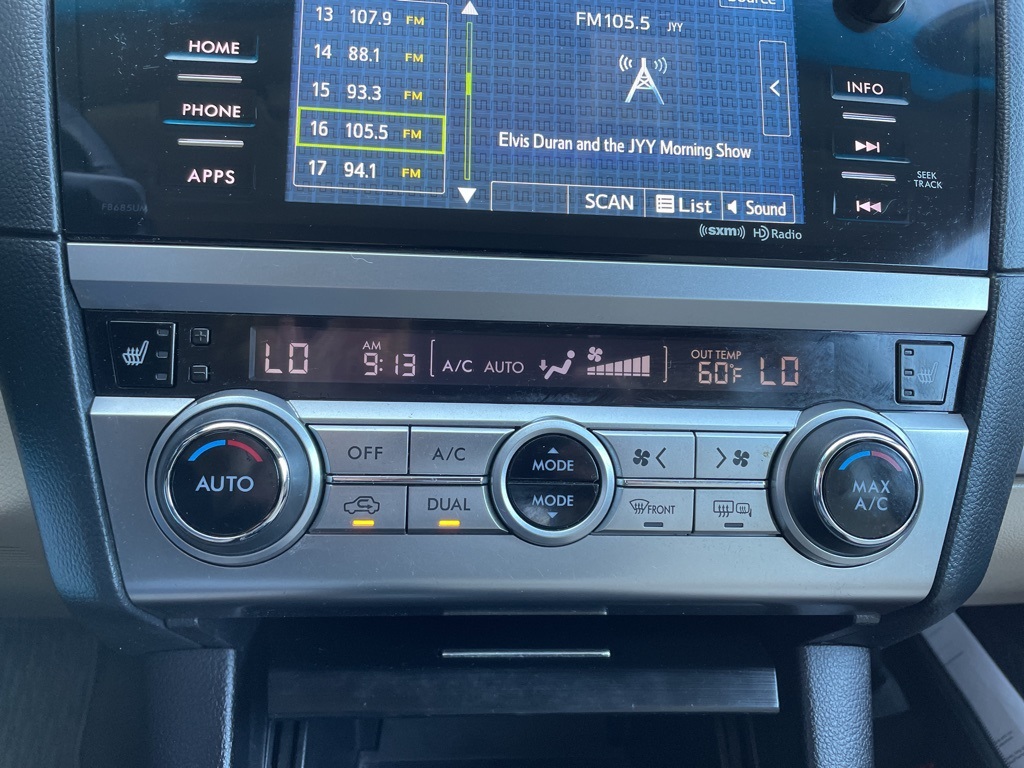 Source
13 107.9 FM
FM105.5 JYY
14 88.1 FM
15 93.3 FM
16 105.5 FM
17 94.1 FM
Elvis Duran and the JYY Morning Show
SCAN List Sound
((sxm)) HD Radio
HOME
PHONE
APPS
FB685UM
INFO
SEEK
TRACK
LO AM 9:13 A/C AUTO OUT TEMP 60°F LO
AUTO
OFF A/C
DUAL
MODE
MODE
FRONT
MAX
A/C